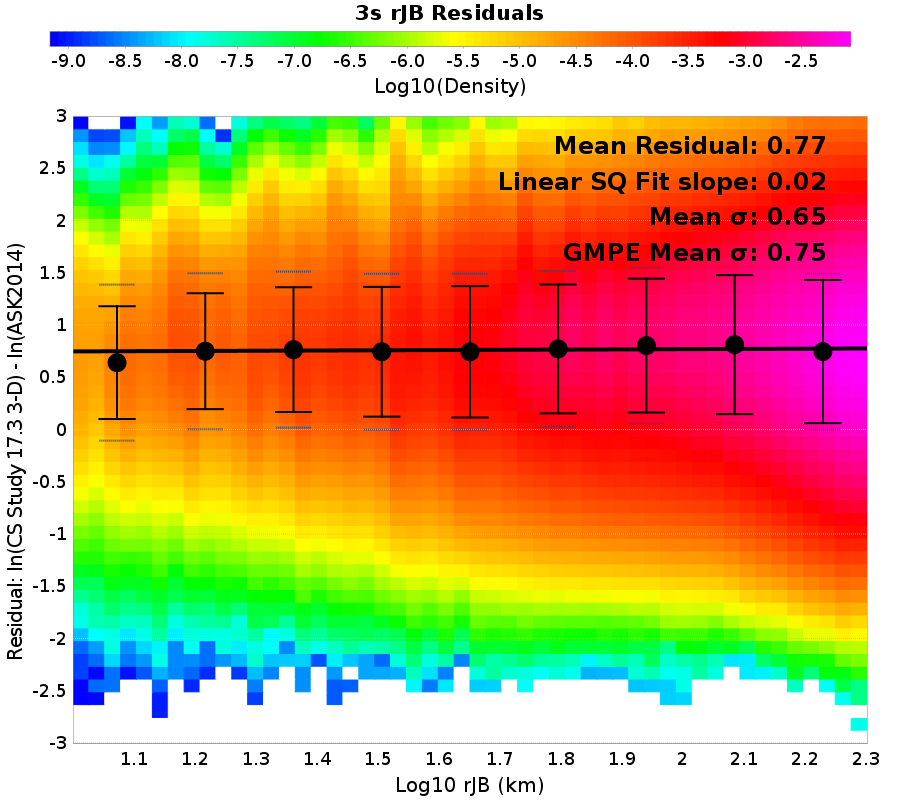 3s rJB Residuals
-9.0 -8.5 -8.0 -7.5 -7.0 -6.5 -6.0 -5.5 -5.0 -4.5 -4.0 -3.5 -3.0 -2.5
Log10(Density)
Mean Residual: 0.77
Linear SQ Fit slope: 0.02
Mean σ: 0.65
GMPE Mean σ: 0.75
Residual: ln(CS Study 17.3 3-D) - ln(ASK2014)
3
2.5
2
1.5
1
0.5
0
-0.5
-1
-1.5
-2
-2.5
-3
1.1 1.2 1.3 1.4 1.5 1.6 1.7 1.8 1.9 2 2.1 2.2 2.3
Log10 rJB (km)